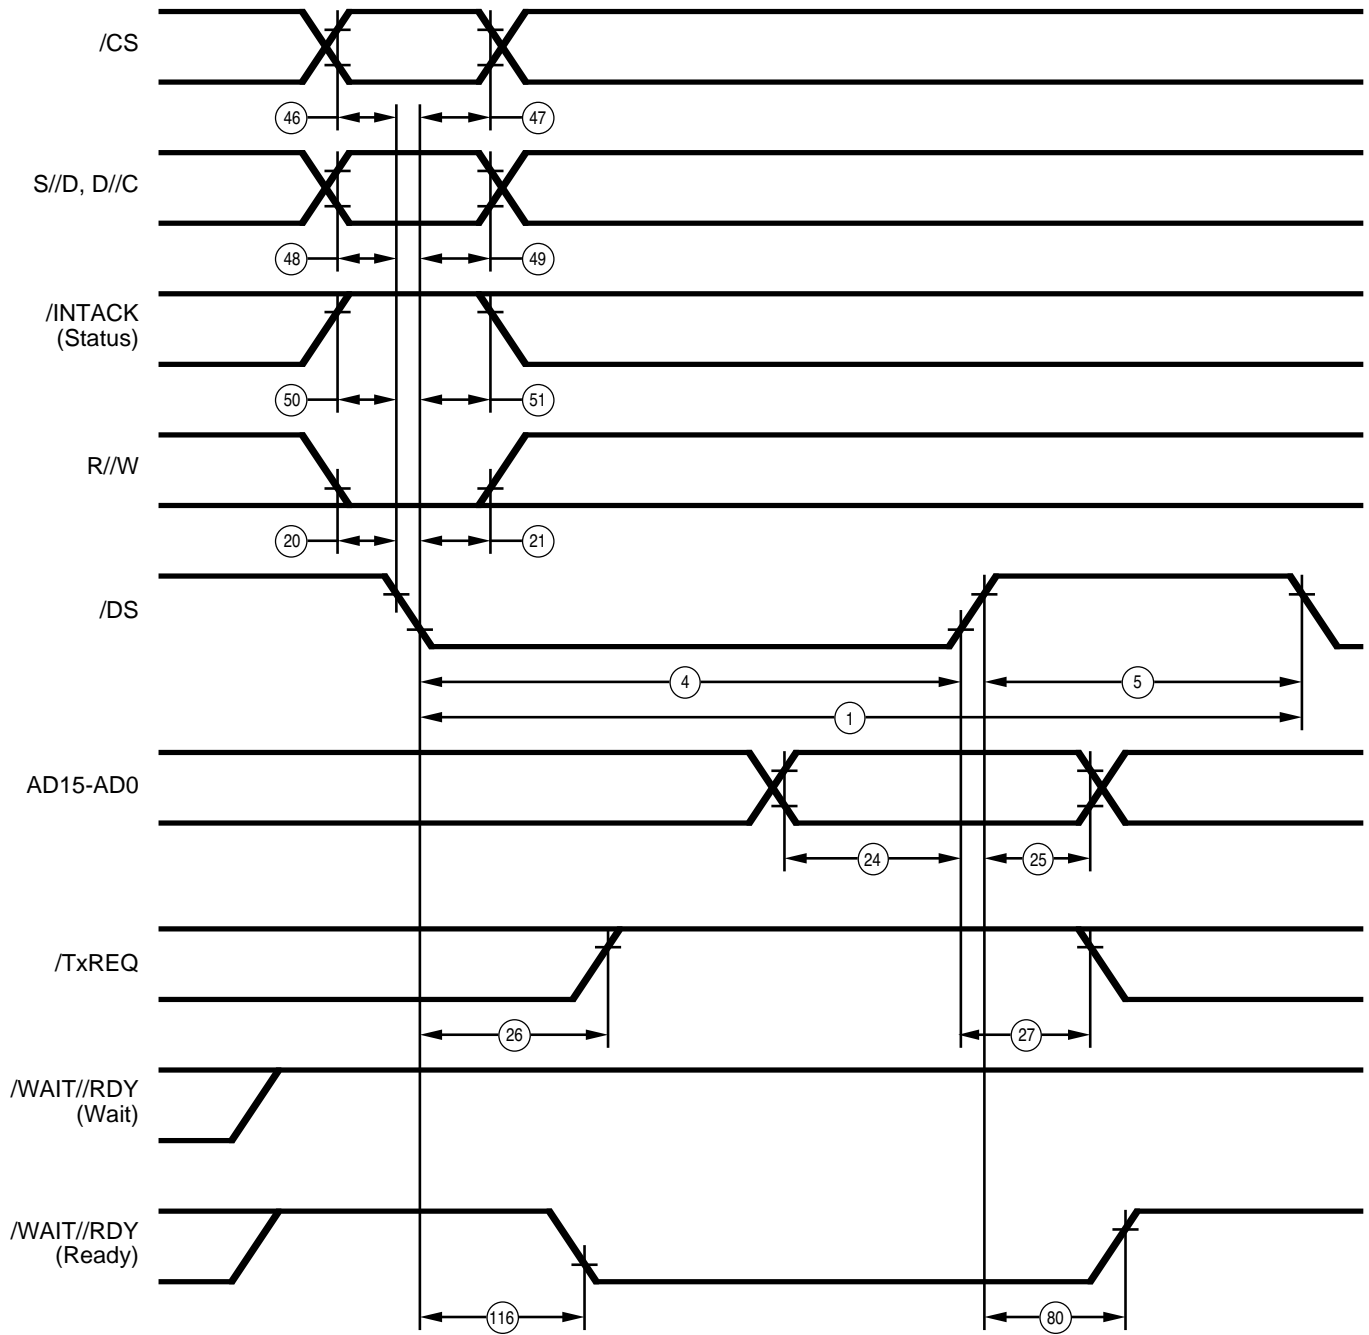 /CS
46
47
S//D, D//C
48
49
/INTACK
(Status)
50
51
R//W
20
21
/DS
4
5
1
AD15-AD0
24
25
/TxREQ
26
27
/WAIT//RDY
(Wait)
/WAIT//RDY
(Ready)
116
80